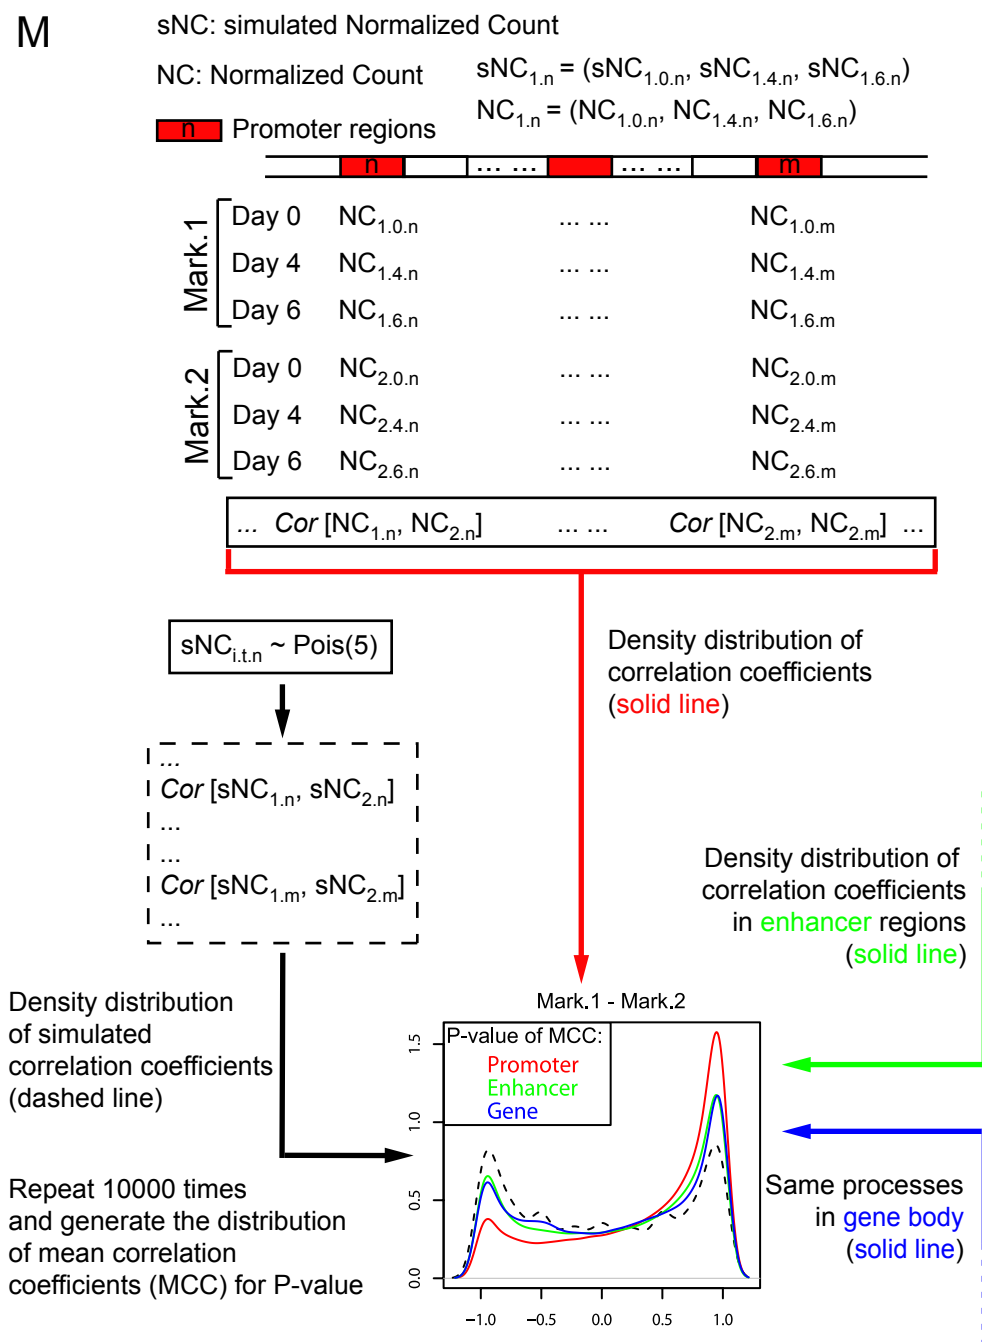 M
sNC: simulated Normalized Count
NC: Normalized Count
sNC1.n = (sNC1.0.n, sNC1.4.n, sNC1.6.n)
NC1.n = (NC1.0.n, NC1.4.n, NC1.6.n)
n Promoter regions
n ... ... ... ... m
Mark.1
Day 0 NC1.0.n ... ... NC1.0.m
Day 4 NC1.4.n ... ... NC1.4.m
Day 6 NC1.6.n ... ... NC1.6.m
Mark.2
Day 0 NC2.0.n ... ... NC2.0.m
Day 4 NC2.4.n ... ... NC2.4.m
Day 6 NC2.6.n ... ... NC2.6.m
... Cor [NC1.n, NC2.n] ... ... Cor [NC2.m, NC2.m] ...
sNCi.t.n ~ Pois(5)
Density distribution of
correlation coefficients
(solid line)
...
Cor [sNC1.n, sNC2.n]
...
...
Cor [sNC1.m, sNC2.m]
...
Density distribution of
correlation coefficients
in enhancer regions
(solid line)
Density distribution
of simulated
correlation coefficients
(dashed line)
Repeat 10000 times
and generate the distribution
of mean correlation
coefficients (MCC) for P-value
Mark.1 - Mark.2
P-value of MCC:
Promoter
Enhancer
Gene
1.5
1.0
0.5
0.0
−1.0 −0.5 0.0 0.5 1.0
Same processes
in gene body
(solid line)